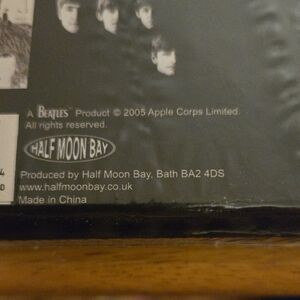 A BEATLES Product © 2005 Apple Corps Limited.
All rights reserved.
HALF MOON BAY
Produced by Half Moon Bay, Bath BA2 4DS
www.halfmoonbay.co.uk
Made in China